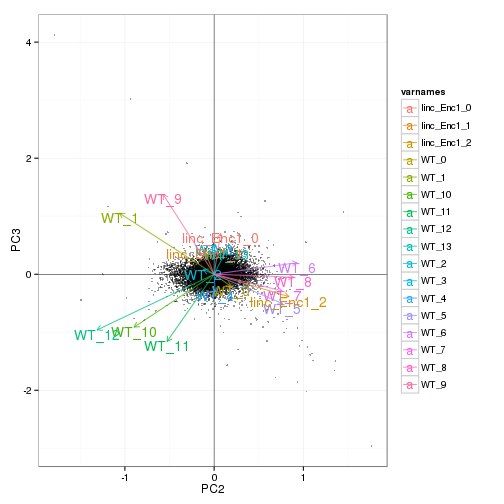 4
2
0
-2
PC3
-1
0
1
PC2
WT_9
WT_1
linc_Enc1_0
WT_6
WT_8
WT_7
linc_Enc1_2
WT_5
WT_12
WT_10
WT_11
varnames
a linc_Enc1_0
a linc_Enc1_1
a linc_Enc1_2
a WT_0
a WT_1
a WT_10
a WT_11
a WT_12
a WT_13
a WT_2
a WT_3
a WT_4
a WT_5
a WT_6
a WT_7
a WT_8
a WT_9